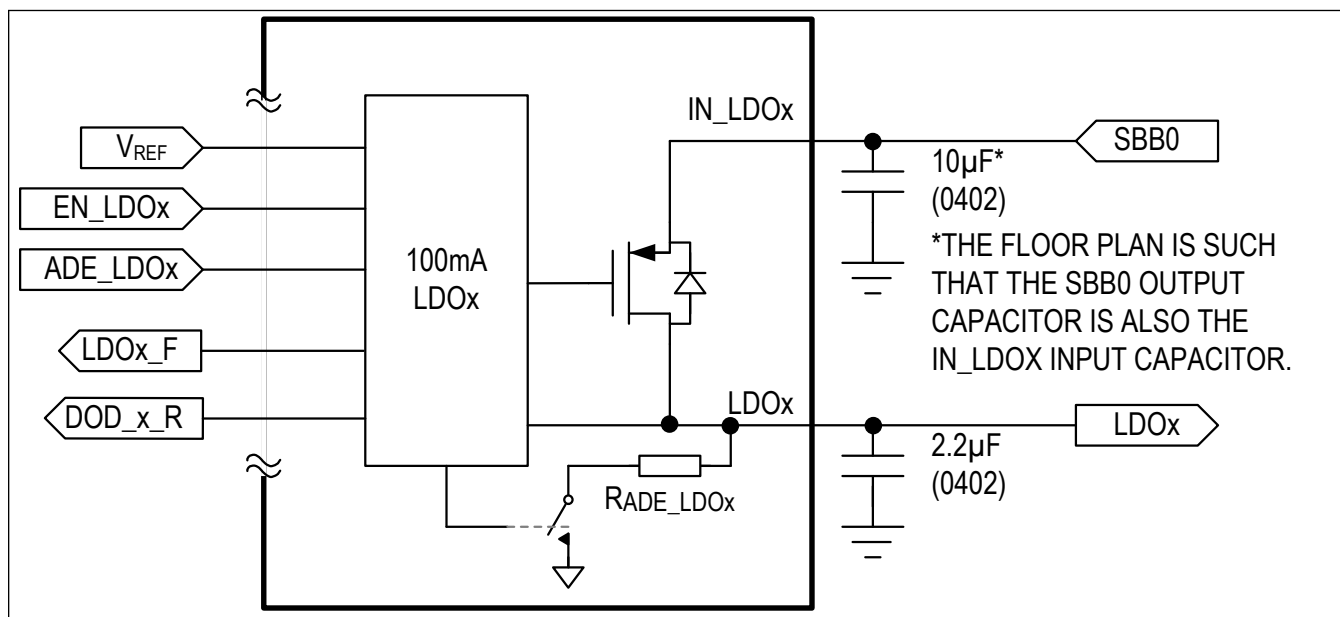 V_REF
EN_LDOx
ADE_LDOx
LDOx_F
DOD_x_R
100mA
LDOx
IN_LDOx
SBB0
10µF*
(0402)
*THE FLOOR PLAN IS SUCH
THAT THE SBB0 OUTPUT
CAPACITOR IS ALSO THE
IN_LDOX INPUT CAPACITOR.
LDOx
LDOx
2.2µF
(0402)
RADE_LDOx